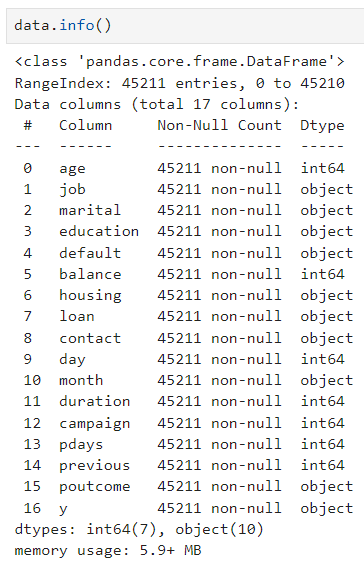 data.info()
<class 'pandas.core.frame.DataFrame'>
RangeIndex: 45211 entries, 0 to 45210
Data columns (total 17 columns):
 #   Column     Non-Null Count  Dtype
---  ------     --------------  -----
 0   age        45211 non-null  int64
 1   job        45211 non-null  object
 2   marital    45211 non-null  object
 3   education  45211 non-null  object
 4   default    45211 non-null  object
 5   balance    45211 non-null  int64
 6   housing    45211 non-null  object
 7   loan       45211 non-null  object
 8   contact    45211 non-null  object
 9   day        45211 non-null  int64
 10  month      45211 non-null  object
 11  duration   45211 non-null  int64
 12  campaign   45211 non-null  int64
 13  pdays      45211 non-null  int64
 14  previous   45211 non-null  int64
 15  poutcome   45211 non-null  object
 16  y          45211 non-null  object
dtypes: int64(7), object(10)
memory usage: 5.9+ MB